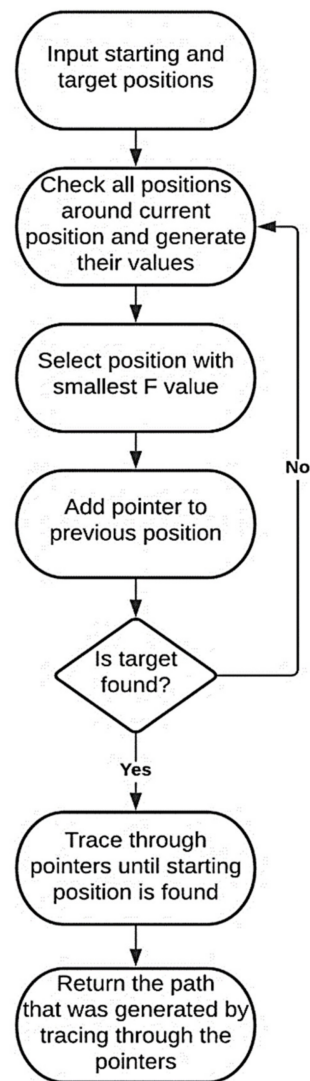 Input starting and
target positions
Check all positions
around current
position and generate
their values
Select position with
smallest F value
No
Add pointer to
previous position
Is target
found?
Yes
Trace through
pointers until starting
position is found
Return the path
that was generated by
tracing through the
pointers